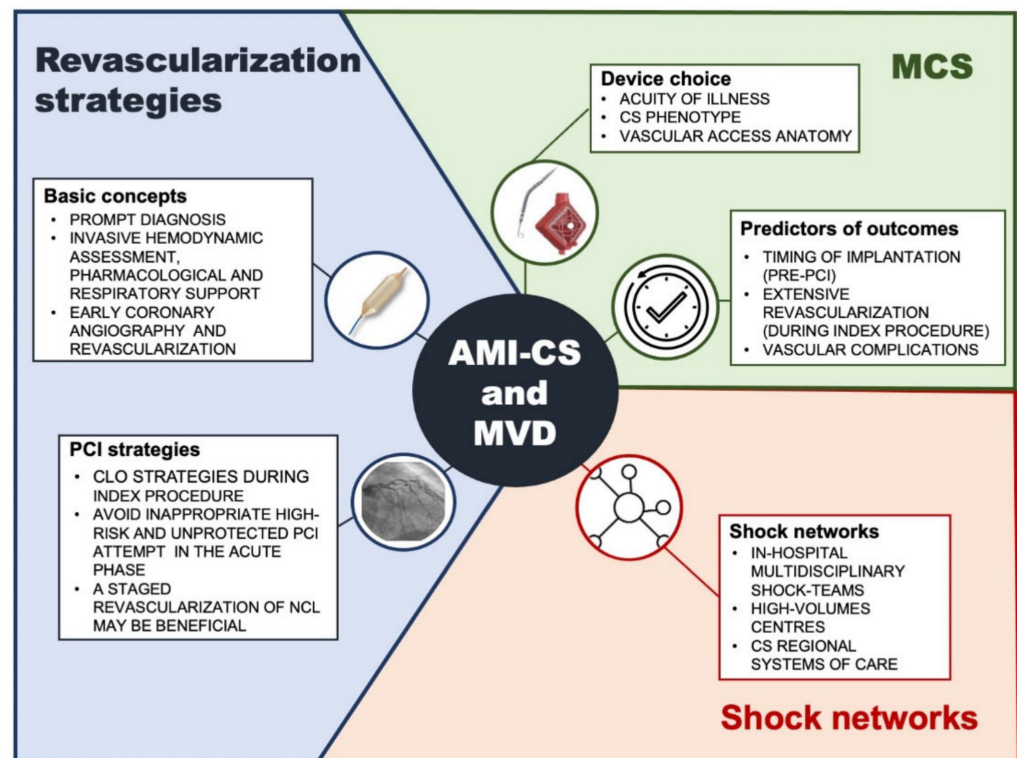 Revascularization
strategies
Basic concepts
• PROMPT DIAGNOSIS
• INVASIVE HEMODYNAMIC
ASSESSMENT,
PHARMACOLOGICAL AND
RESPIRATORY SUPPORT
• EARLY CORONARY
ANGIOGRAPHY AND
REVASCULARIZATION
PCI strategies
• CLO STRATEGIES DURING
INDEX PROCEDURE
• AVOID INAPPROPRIATE HIGH-
RISK AND UNPROTECTED PCI
ATTEMPT IN THE ACUTE
PHASE
• A STAGED
REVASCULARIZATION OF NCL
MAY BE BENEFICIAL
AMI-CS
and
MVD
MCS
Device choice
• ACUITY OF ILLNESS
• CS PHENOTYPE
• VASCULAR ACCESS ANATOMY
Predictors of outcomes
• TIMING OF IMPLANTATION
(PRE-PCI)
• EXTENSIVE
REVASCULARIZATION
(DURING INDEX PROCEDURE)
• VASCULAR COMPLICATIONS
Shock networks
• IN-HOSPITAL
MULTIDISCIPLINARY
SHOCK-TEAMS
• HIGH-VOLUMES
CENTRES
• CS REGIONAL
SYSTEMS OF CARE
Shock networks